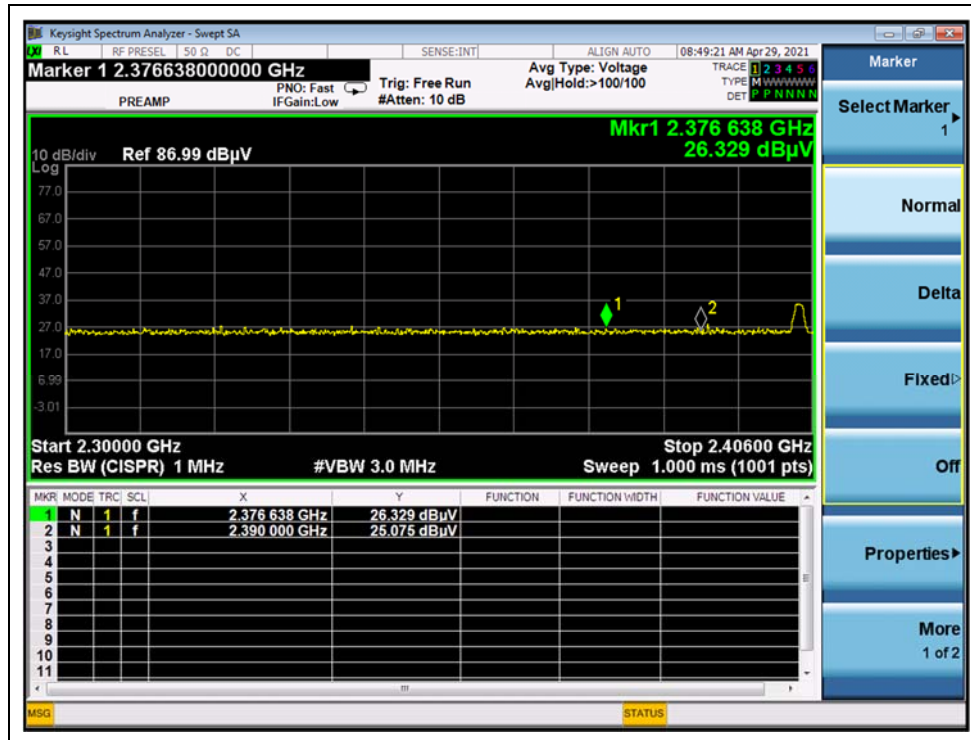 Keysight Spectrum Analyzer - Swept SA
LXI RL RF PRESEL 50 Ω DC SENSE:INT ALIGN AUTO 08:49:21 AM Apr 29, 2021
Marker 1 2.376638000000 GHz
PREAMP
PNO: Fast
IFGain:Low
Trig: Free Run
#Atten: 10 dB
Avg Type: Voltage
Avg|Hold:>100/100
TRACE 1 2 3 4 5 6
TYPE M W W W W W
DET P P N N N N
Mkr1 2.376 638 GHz
26.329 dBµV
10 dB/div Ref 86.99 dBµV
Log
77.0
67.0
57.0
47.0
37.0
27.0
17.0
6.99
-3.01
1
2
Start 2.30000 GHz Stop 2.40600 GHz
Res BW (CISPR) 1 MHz #VBW 3.0 MHz Sweep 1.000 ms (1001 pts)
MKR MODE TRC SCL X Y FUNCTION FUNCTION WIDTH FUNCTION VALUE
1 N 1 f 2.376 638 GHz 26.329 dBµV
2 N 1 f 2.390 000 GHz 25.075 dBµV
3
4
5
6
7
8
9
10
11
MSG STATUS
Marker
Select Marker
1
Normal
Delta
Fixed
Off
Properties
More
1 of 2